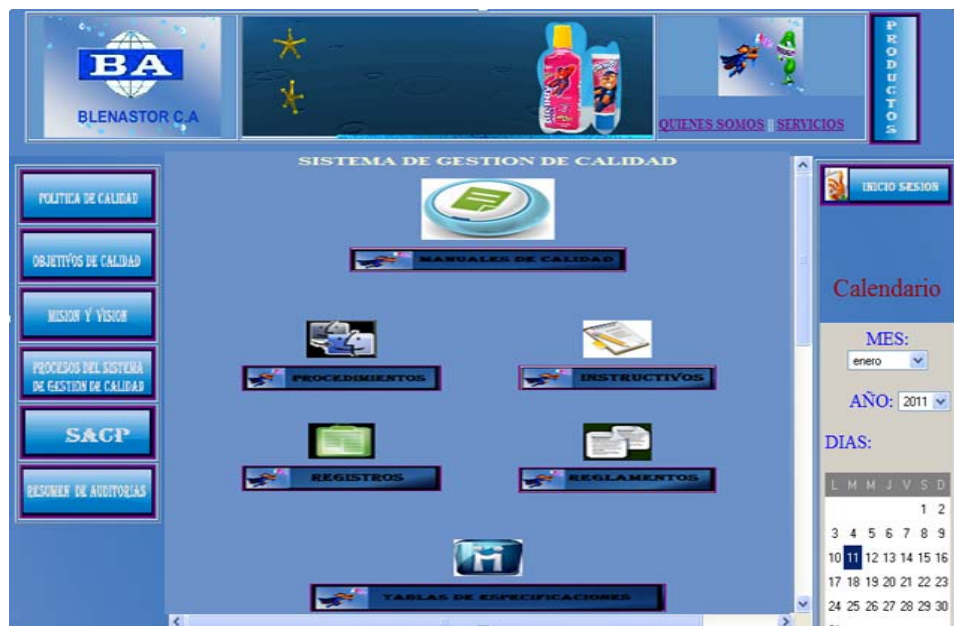 BA
BLENASTOR C.A
QUIENES SOMOS || SERVICIOS
PRODUCTOS
POLITICA DE CALIDAD
OBJETIVOS DE CALIDAD
MISION Y VISION
PROCESOS DEL SISTEMA
DE GESTION DE CALIDAD
SACP
RESUMEN DE AUDITORIAS
SISTEMA DE GESTION DE CALIDAD
MANUALES DE CALIDAD
PROCEDIMIENTOS
INSTRUCTIVOS
REGISTROS
REGLAMENTOS
TABLAS DE ESPECIFICACIONES
INICIO SESION
Calendario
MES:
enero
AÑO: 2011
DIAS:
L M M J V S D
1 2
3 4 5 6 7 8 9
10 11 12 13 14 15 16
17 18 19 20 21 22 23
24 25 26 27 28 29 30